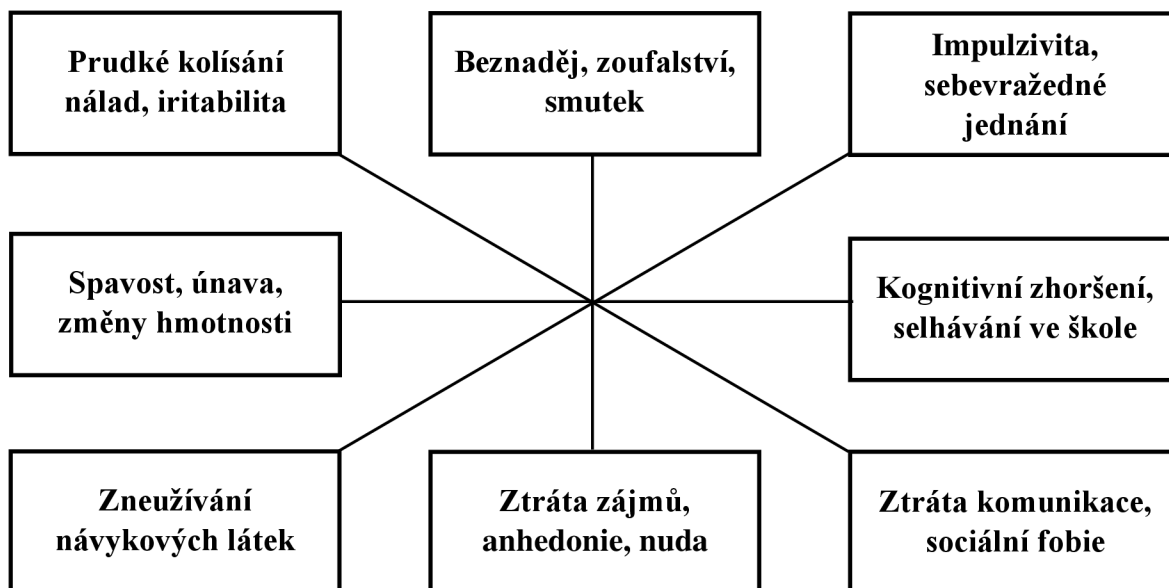 Prudké kolísání
nálad, iritabilita
Beznaděj, zoufalství,
smutek
Impulzivita,
sebevražedné
jednání
Spavost, únava,
změny hmotnosti
Kognitivní zhoršení,
selhávání ve škole
Zneužívání
návykových látek
Ztráta zájmů,
anhedonie, nuda
Ztráta komunikace,
sociální fobie